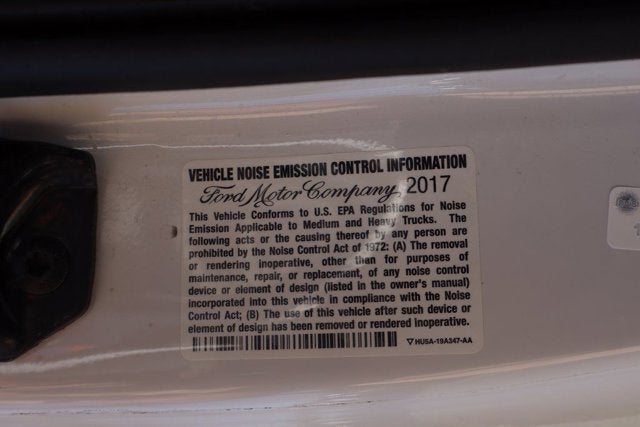 VEHICLE NOISE EMISSION CONTROL INFORMATION
Ford Motor Company 2017
This Vehicle Conforms to U.S. EPA Regulations for Noise
Emission Applicable to Medium and Heavy Trucks. The
following acts or the causing thereof by any person are
prohibited by the Noise Control Act of 1972: (A) The removal
or rendering inoperative, other than for purposes of
maintenance, repair, or replacement, of any noise control
device or element of design (listed in the owner's manual)
incorporated into this vehicle in compliance with the Noise
Control Act; (B) The use of this vehicle after such device or
element of design has been removed or rendered inoperative.
HU5A-19A347-AA